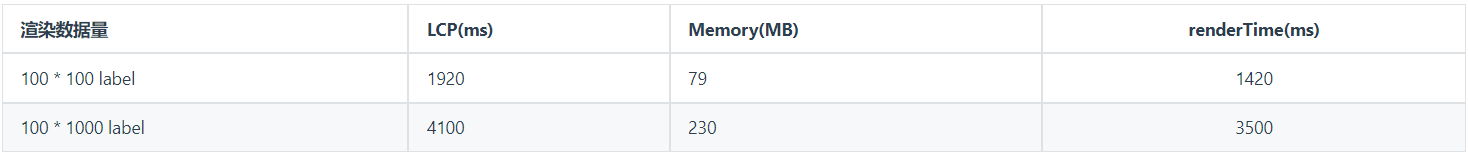 渲染数据量 LCP(ms) Memory(MB) renderTime(ms)
100 * 100 label 1920 79 1420
100 * 1000 label 4100 230 3500